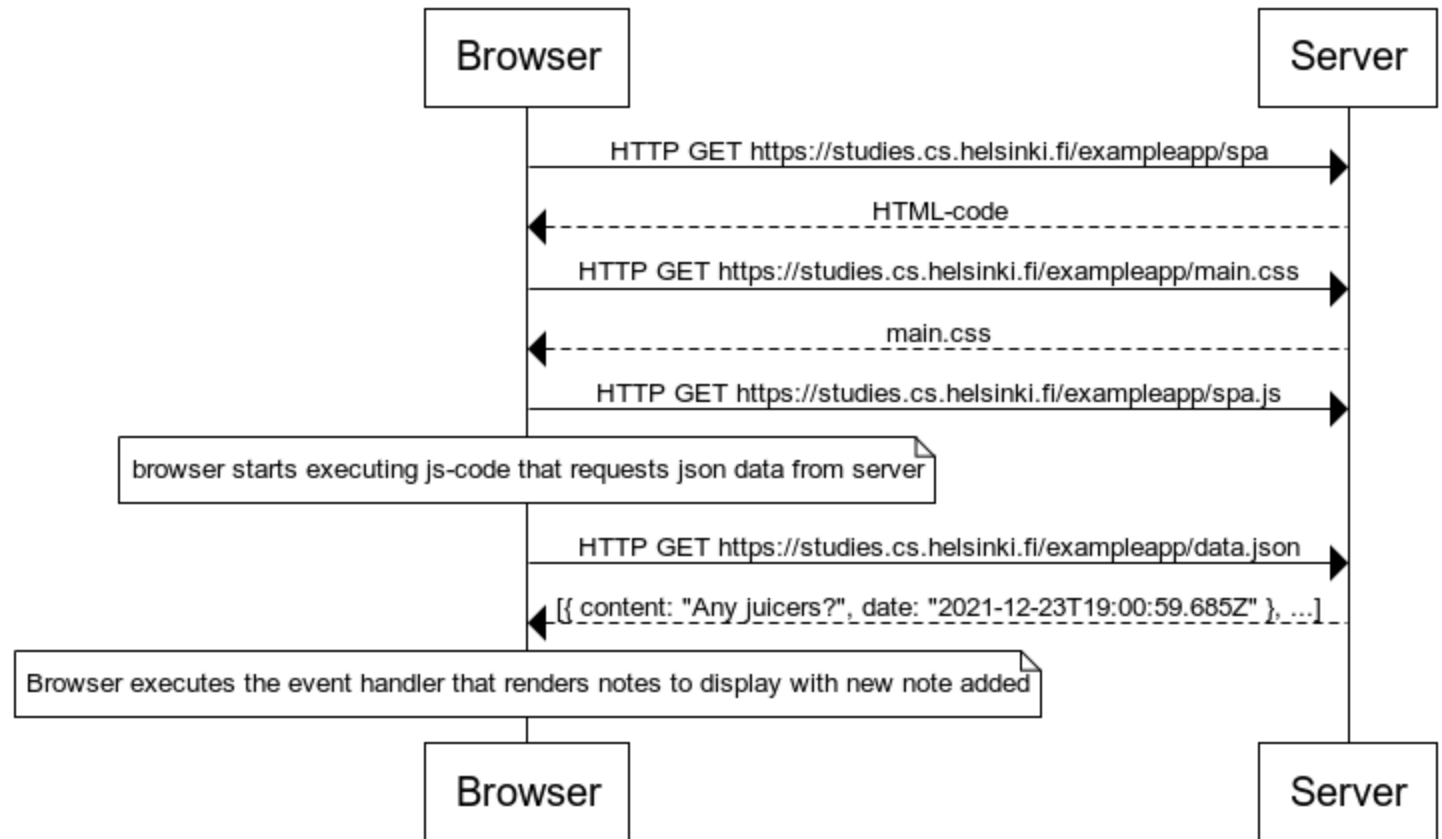 Browser
Server
HTTP GET https://studies.cs.helsinki.fi/exampleapp/spa
HTML-code
HTTP GET https://studies.cs.helsinki.fi/exampleapp/main.css
main.css
HTTP GET https://studies.cs.helsinki.fi/exampleapp/spa.js
browser starts executing js-code that requests json data from server
HTTP GET https://studies.cs.helsinki.fi/exampleapp/data.json
[{ content: "Any juicers?", date: "2021-12-23T19:00:59.685Z" }, ...]
Browser executes the event handler that renders notes to display with new note added
Browser
Server